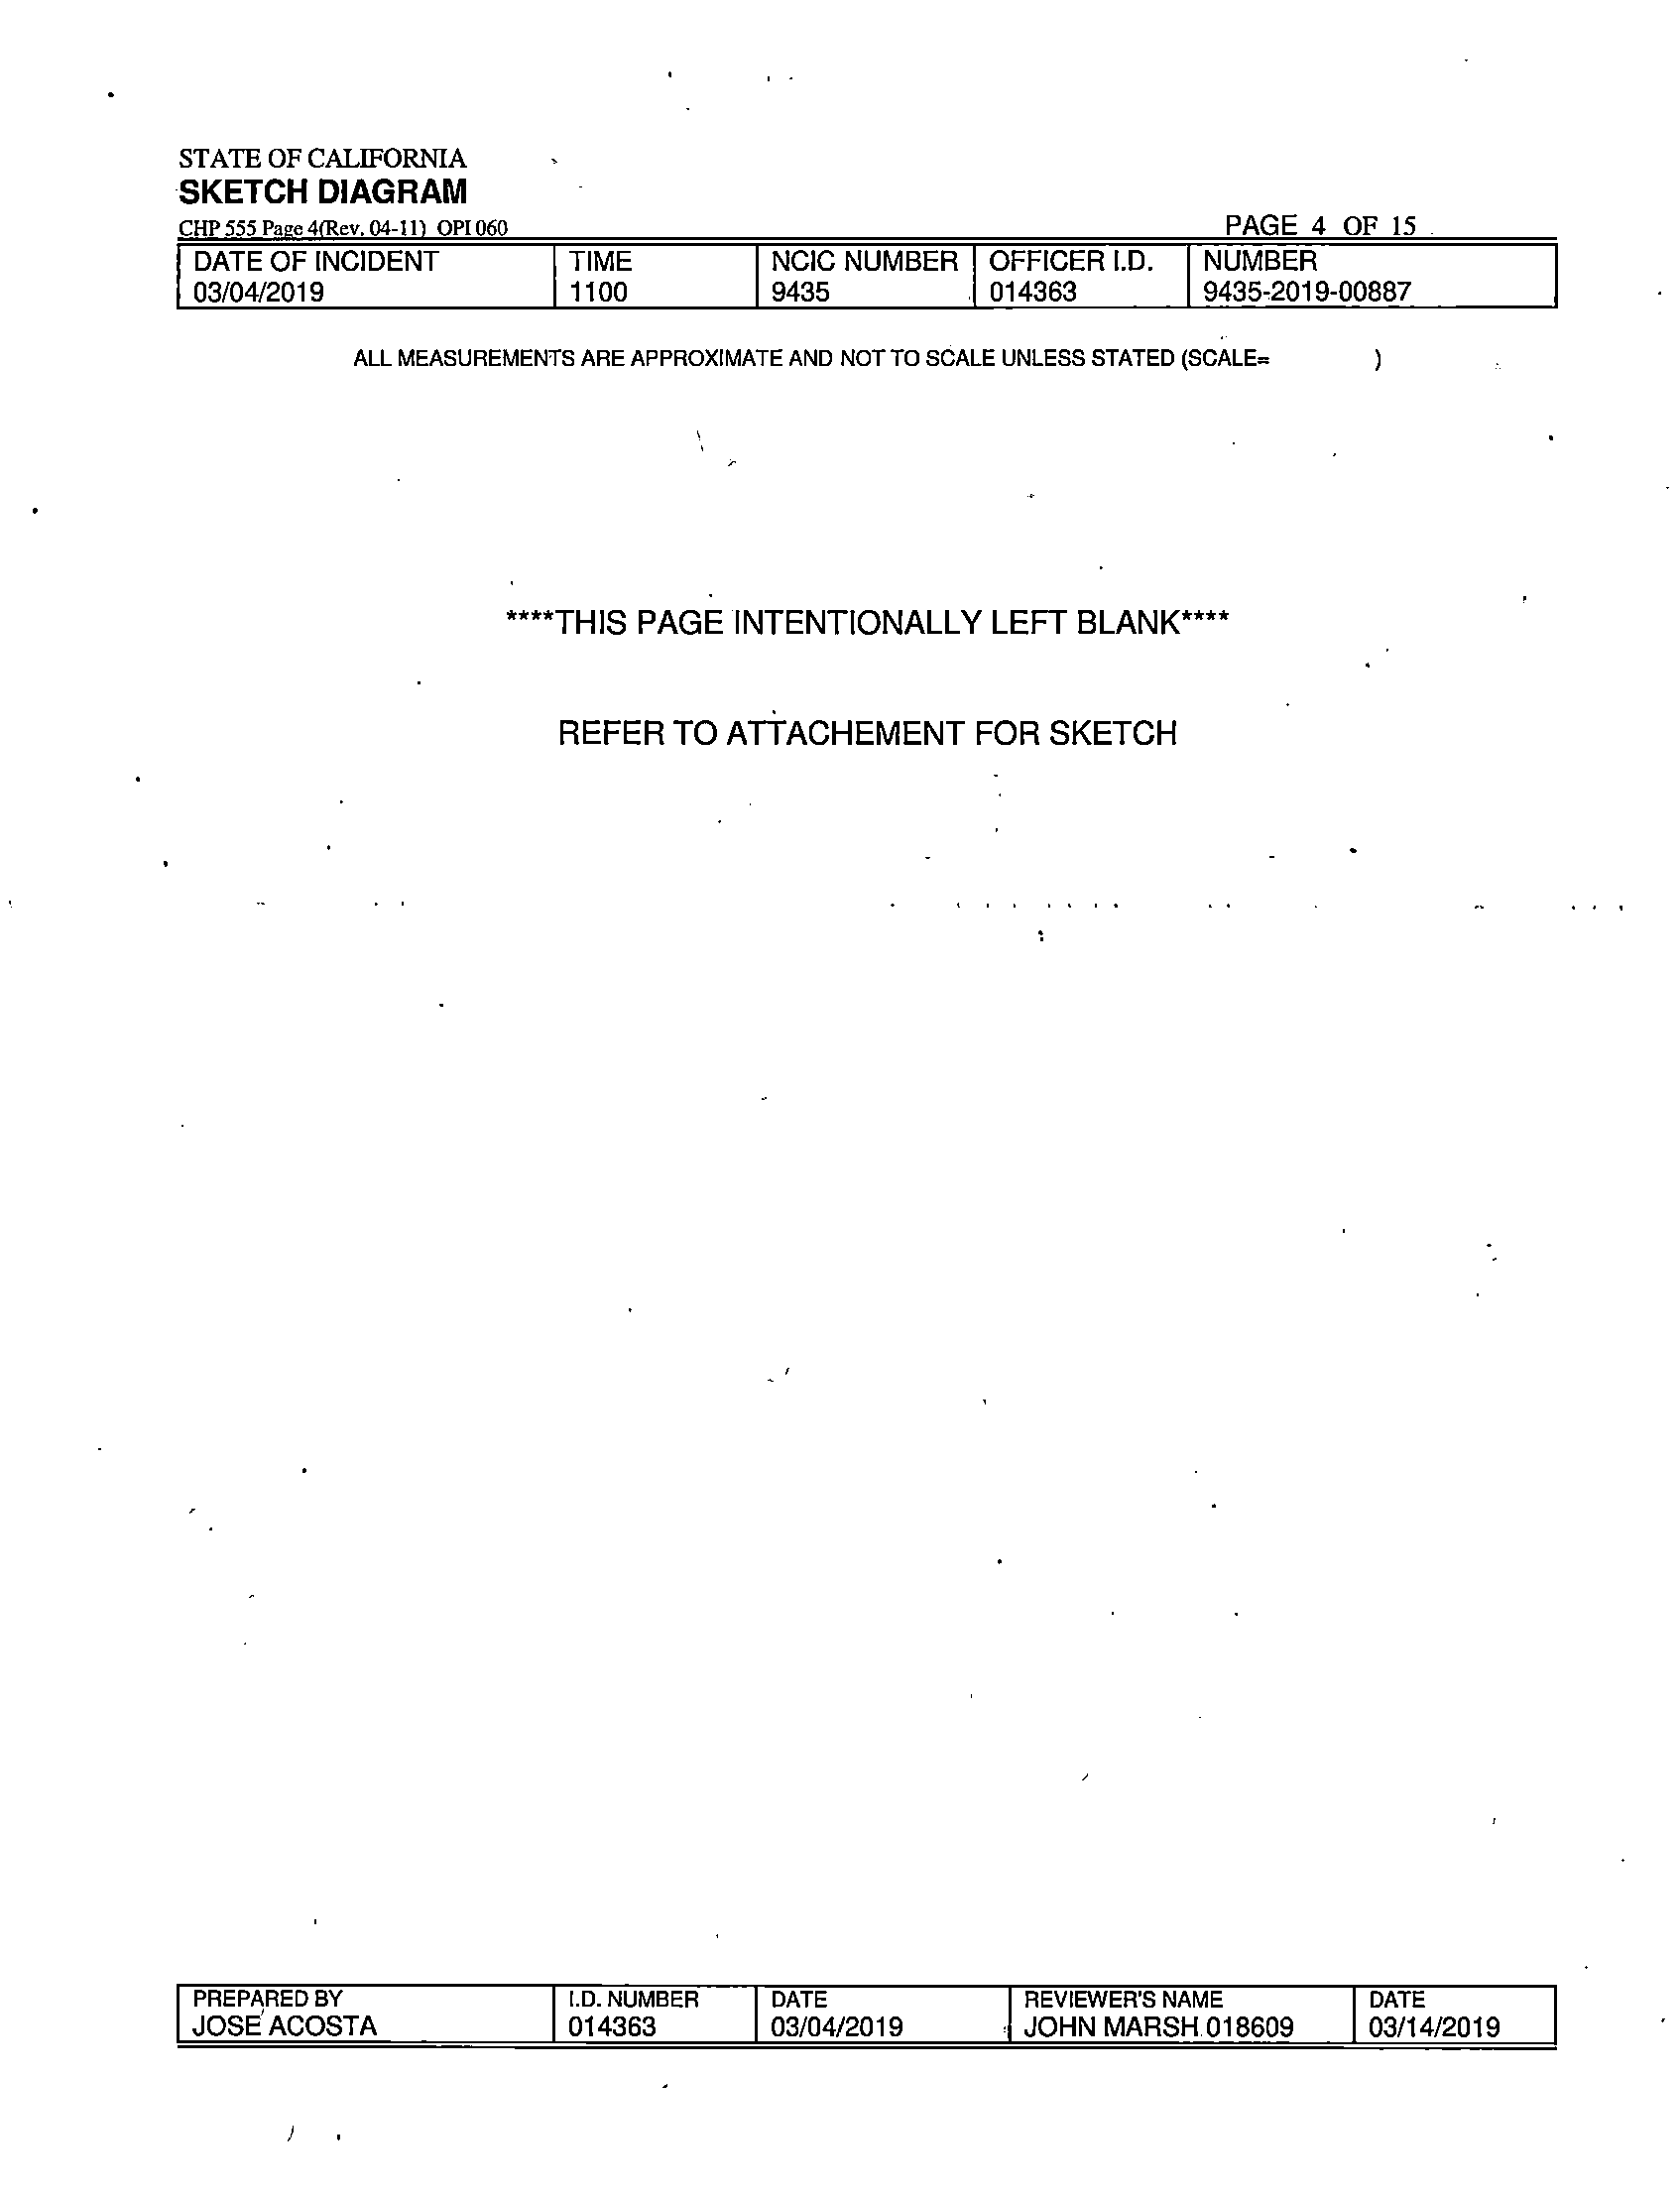 STATE OF CALIFORNIA
SKETCH DIAGRAM
CHP 555 Page 4(Rev. 04-11) OPI 060
PAGE 4 OF 15
DATE OF INCIDENT TIME NCIC NUMBER OFFICER I.D. NUMBER
03/04/2019 1100 9435 014363 9435-2019-00887
ALL MEASUREMENTS ARE APPROXIMATE AND NOT TO SCALE UNLESS STATED (SCALE= )
****THIS PAGE INTENTIONALLY LEFT BLANK****
REFER TO ATTACHEMENT FOR SKETCH
PREPARED BY I.D. NUMBER DATE REVIEWER'S NAME DATE
JOSE ACOSTA 014363 03/04/2019 JOHN MARSH 018609 03/14/2019